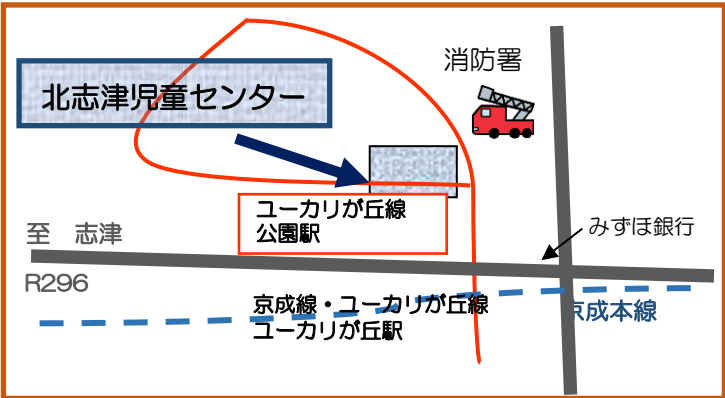 消防署
北志津児童センター
ユーカリが丘線
公園駅
みずほ銀行
至　志津
R296
京成線・ユーカリが丘線
ユーカリが丘駅
京成本線